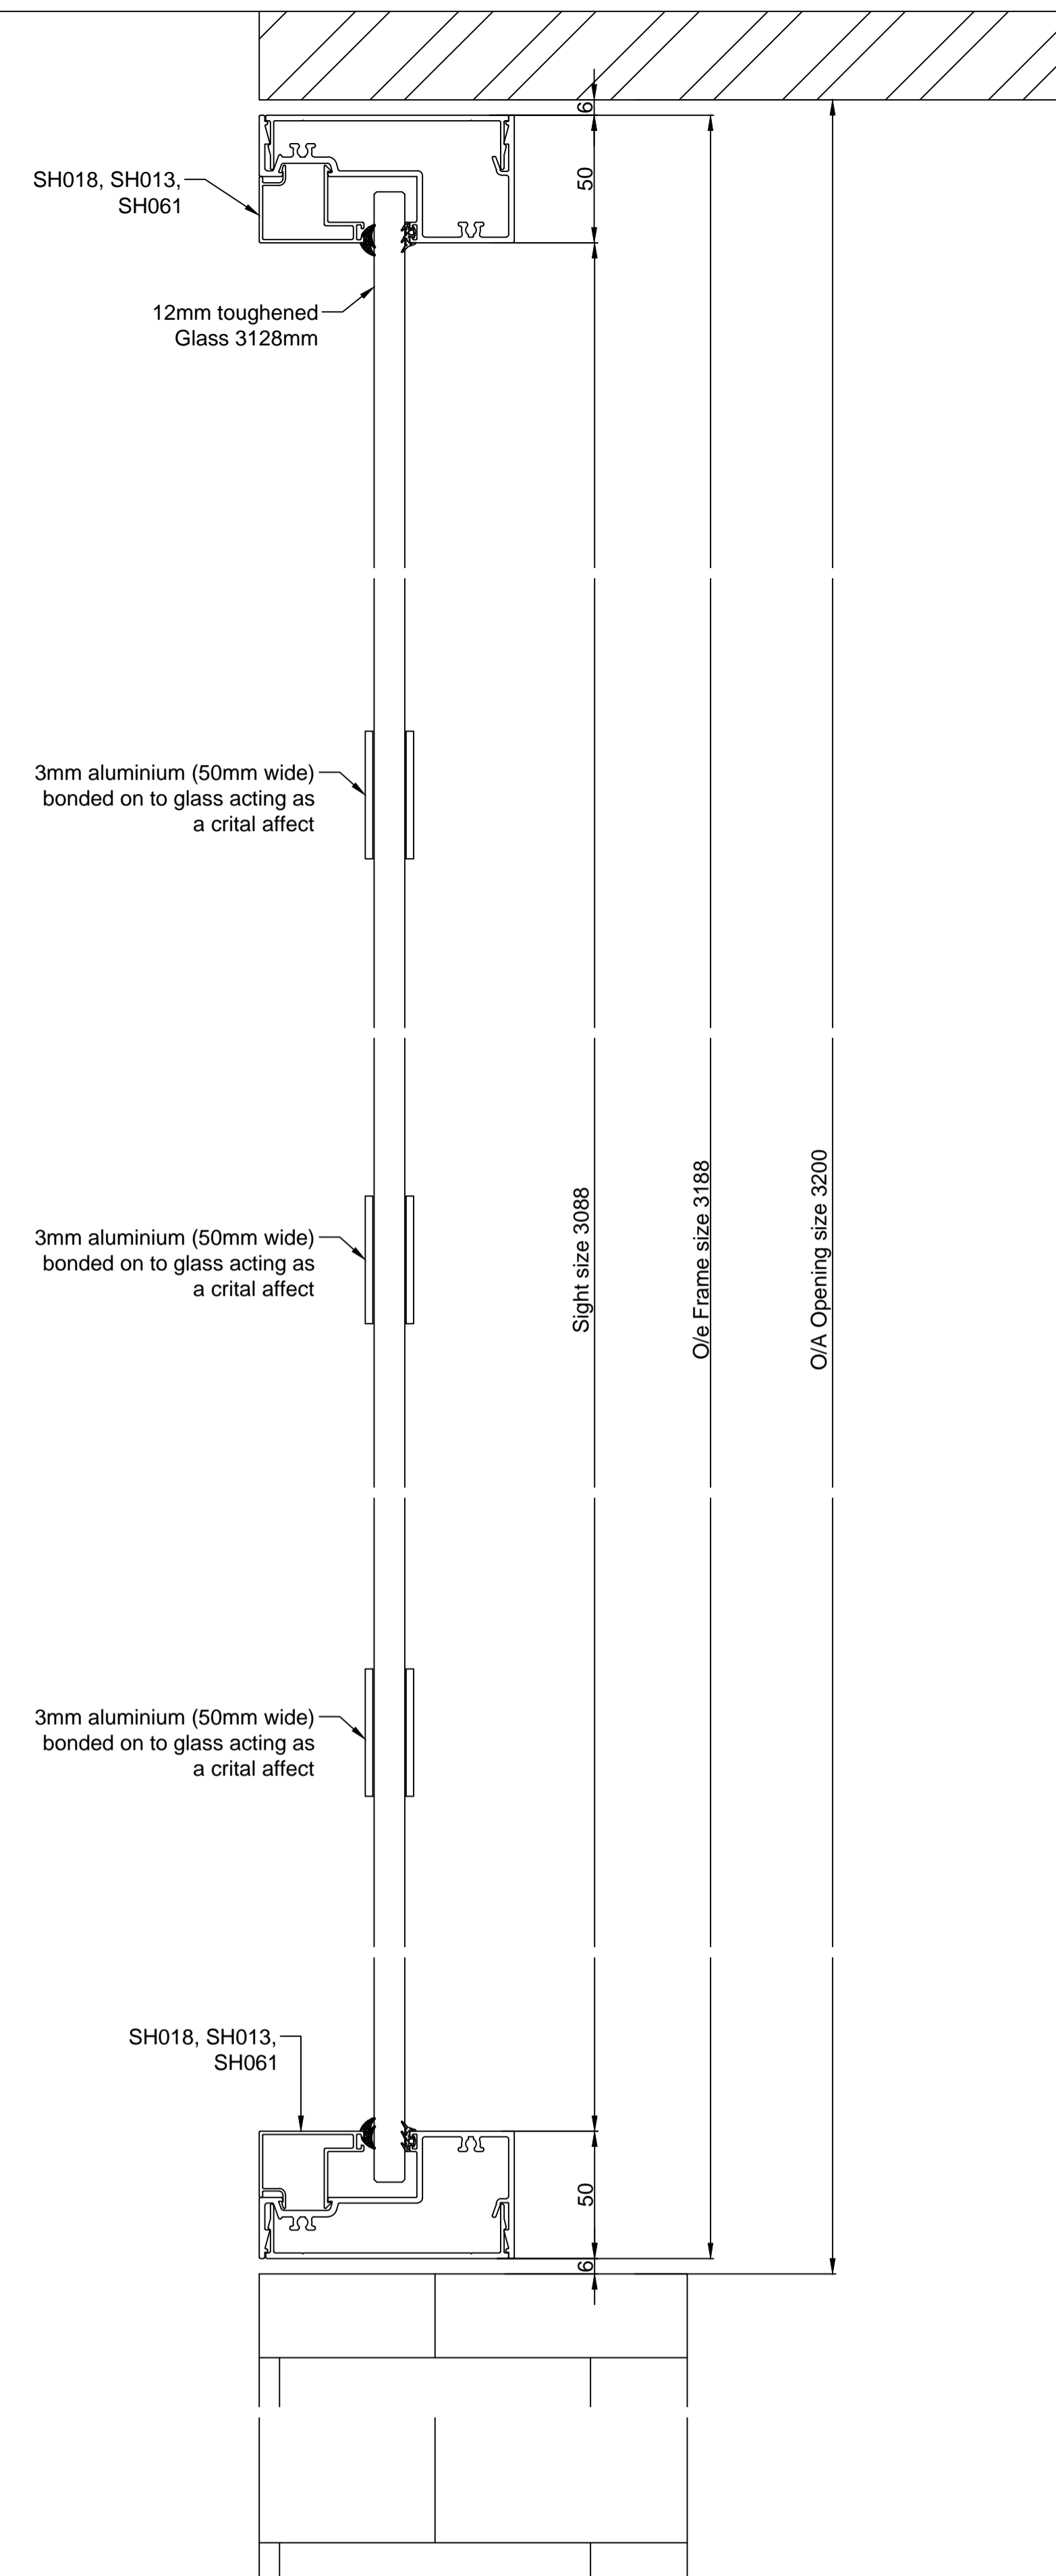 6
50
SH018, SH013,
SH061
12mm toughened
Glass 3128mm
3mm aluminium (50mm wide)
bonded on to glass acting as
a crital affect
3mm aluminium (50mm wide)
bonded on to glass acting as
a crital affect
Sight size 3088
O/e Frame size 3188
O/A Opening size 3200
3mm aluminium (50mm wide)
bonded on to glass acting as
a crital affect
SH018, SH013,
SH061
50
6